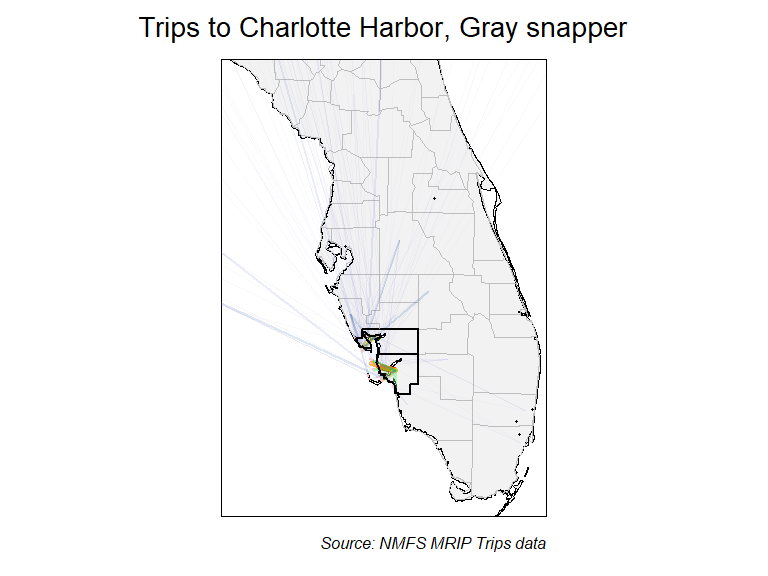 Trips to Charlotte Harbor, Gray snapper
Source: NMFS MRIP Trips data